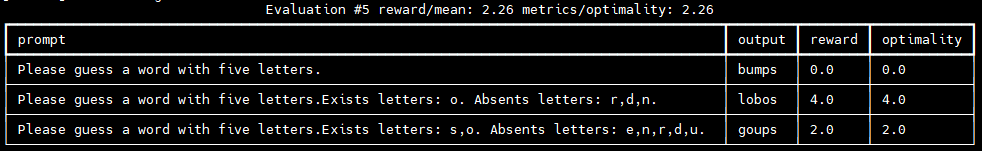 Evaluation #5 reward/mean: 2.26 metrics/optimality: 2.26
prompt output reward optimality
Please guess a word with five letters. bumps 0.0 0.0
Please guess a word with five letters.Exists letters: o. Absents letters: r,d,n. lobos 4.0 4.0
Please guess a word with five letters.Exists letters: s,o. Absents letters: e,n,r,d,u. goups 2.0 2.0